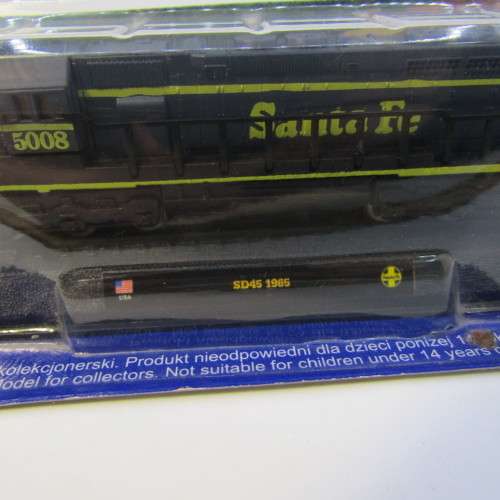 Santa Fe
5008
SD45 1965
USA
kolekcjonerski. Produkt nieodpowiedni dla dzieci poniżej
Model for collectors. Not suitable for children under 14 years